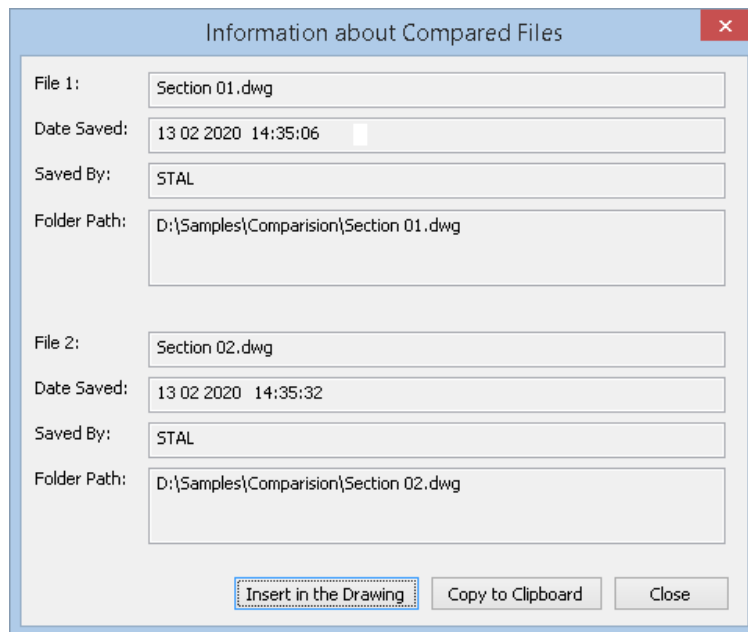 Information about Compared Files
File 1: Section 01.dwg
Date Saved: 13 02 2020 14:35:06
Saved By: STAL
Folder Path: D:\Samples\Comparision\Section 01.dwg
File 2: Section 02.dwg
Date Saved: 13 02 2020 14:35:32
Saved By: STAL
Folder Path: D:\Samples\Comparision\Section 02.dwg
Insert in the Drawing Copy to Clipboard Close